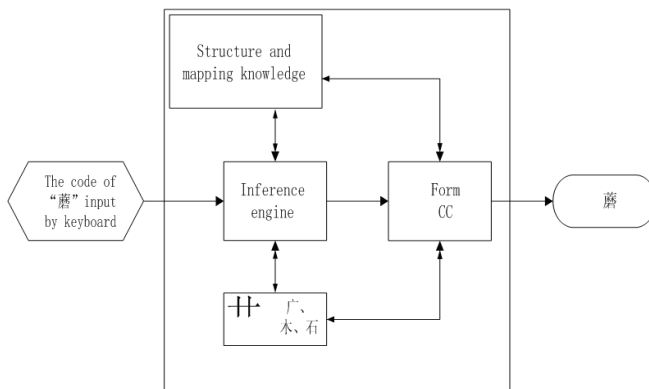 Structure and
mapping knowledge
The code of
“蘑”input
by keyboard
Inference
engine
Form
CC
蘑
艹 广、
木、石